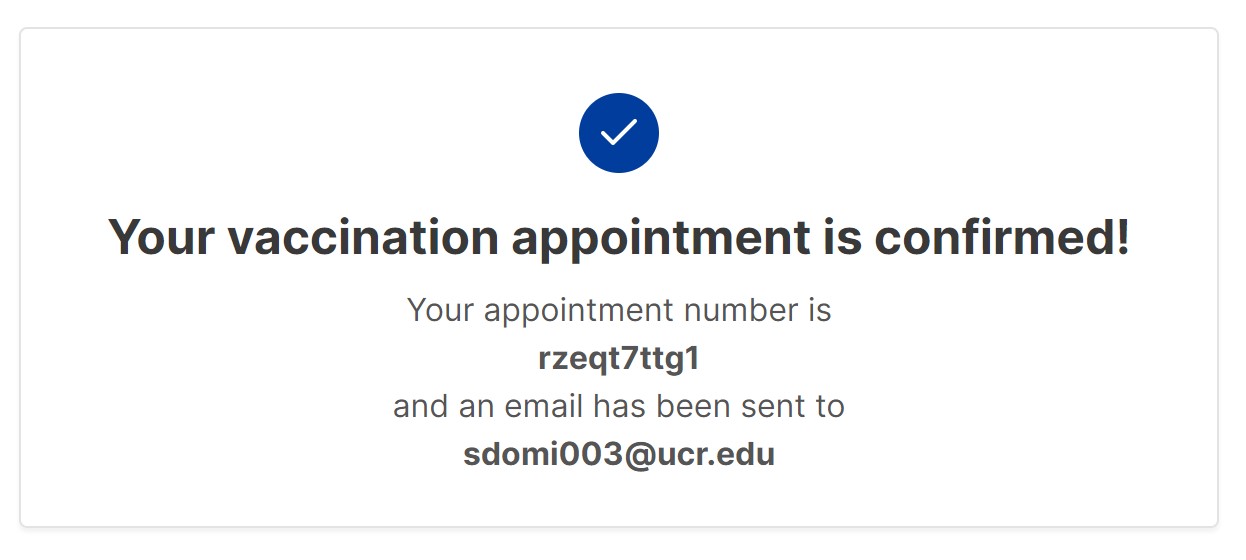 Your vaccination appointment is confirmed!
Your appointment number is
rzeqt7ttg1
and an email has been sent to
sdomi003@ucr.edu